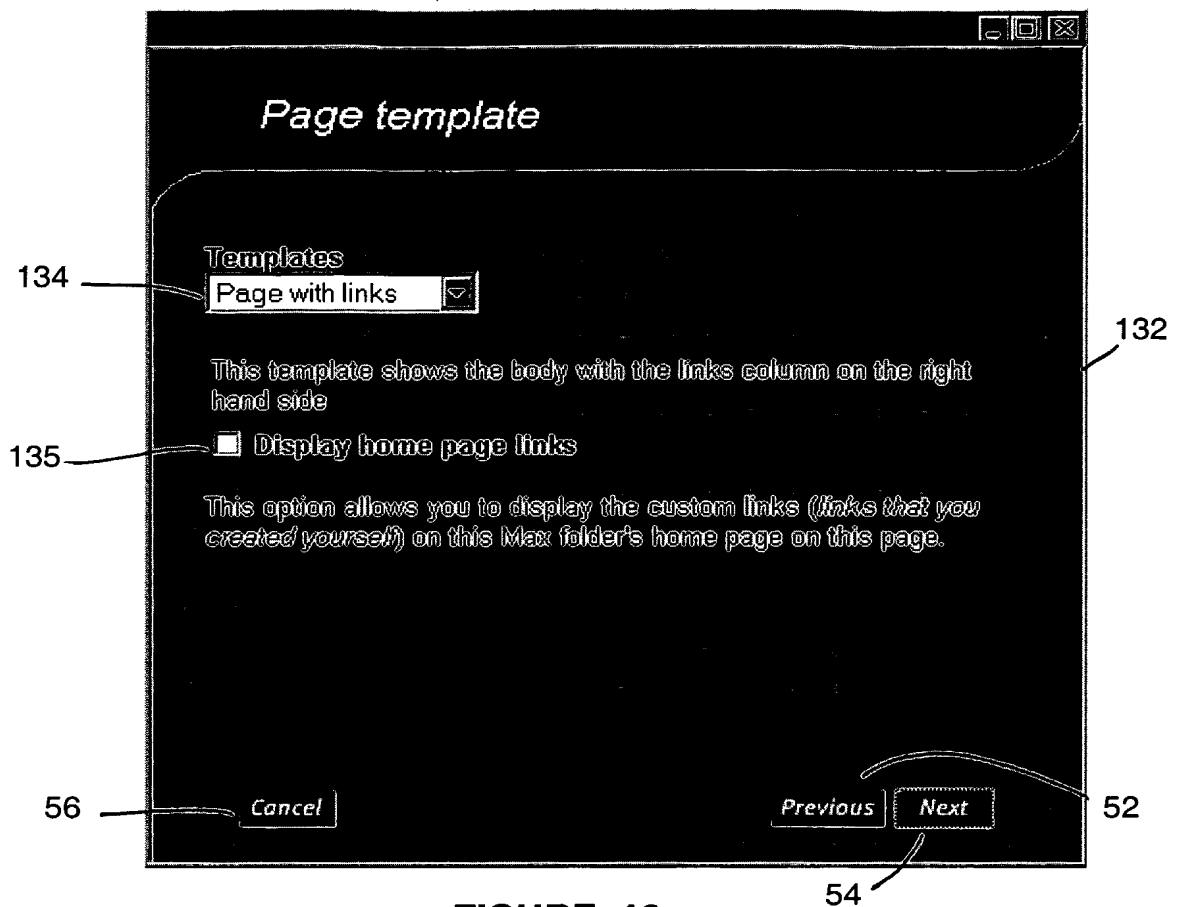 Page template
Templates
134
Page with links
132
This template shows the body with the links column on the right
hand side
135
Display home page links
This option allows you to display the custom links (links that you
created yourself) on this Max folder's home page on this page.
56
Cancel
Previous
Next
52
54